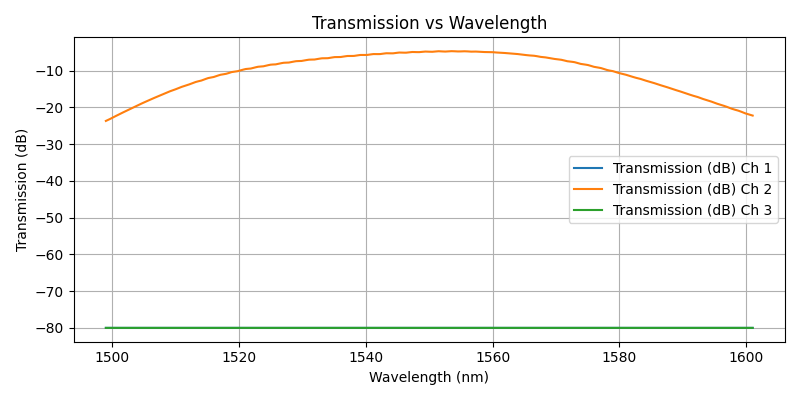 Transmission vs Wavelength
Transmission (dB)
−10
−20
−30
−40
−50
−60
−70
−80
Transmission (dB) Ch 1
Transmission (dB) Ch 2
Transmission (dB) Ch 3
1500
1520
1540
1560
1580
1600
Wavelength (nm)